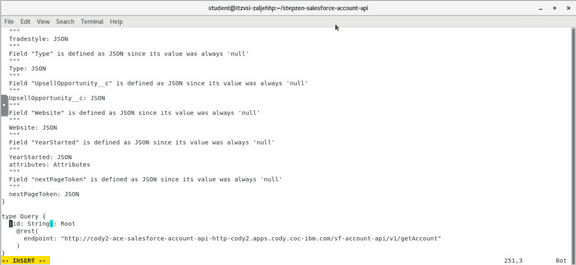 student@itzvsi-zaljehhp:~/stepzen-salesforce-account-api
File Edit View Search Terminal Help
"""
Tradestyle: JSON
"""
Field "Type" is defined as JSON since its value was always 'null'
"""
Type: JSON
"""
Field "UpsellOpportunity__c" is defined as JSON since its value was always 'null'
"""
UpsellOpportunity__c: JSON
"""
Field "Website" is defined as JSON since its value was always 'null'
"""
Website: JSON
"""
Field "YearStarted" is defined as JSON since its value was always 'null'
"""
YearStarted: JSON
attributes: Attributes
"""
Field "nextPageToken" is defined as JSON since its value was always 'null'
"""
nextPageToken: JSON
}
type Query {
(id: String): Root
@rest(
endpoint: "http://cody2-ace-salesforce-account-api-http-cody2.apps.cody.coc-ibm.com/sf-account-api/v1/getAccount"
)
}
-- INSERT -- 251,3 Bot